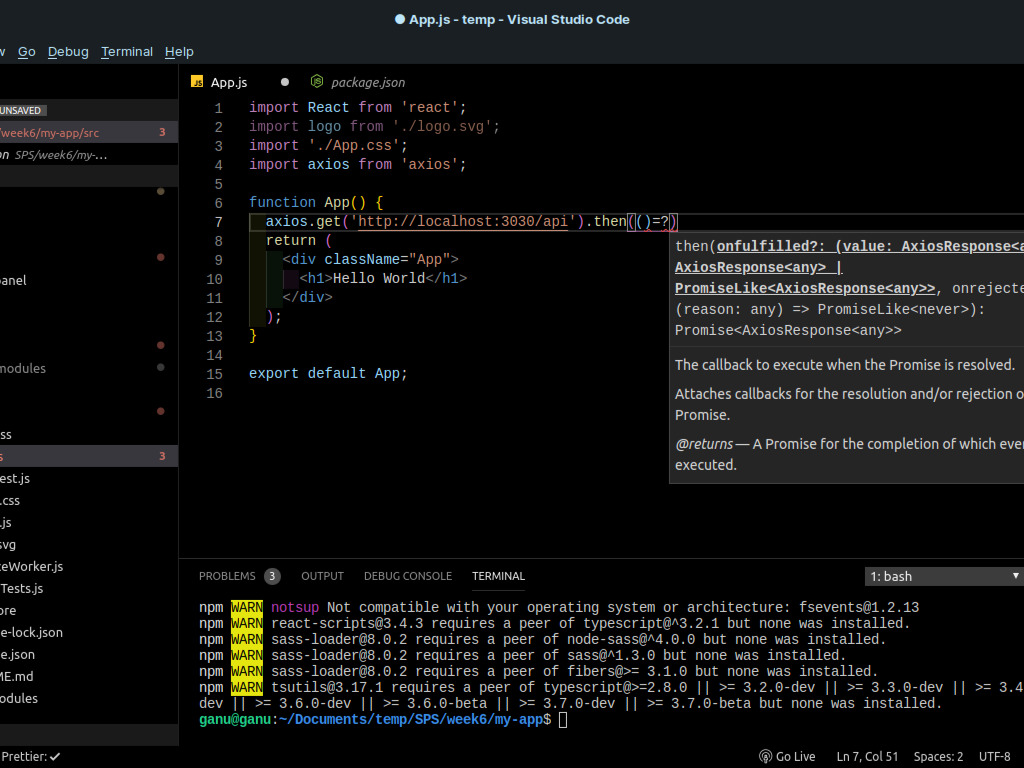 App.js - temp - Visual Studio Code
Go Debug Terminal Help
App.js
package.json
UNSAVED
/week6/my-app/src 3
on SPS/week6/my-...
anel
modules
ss
s 3
est.js
.css
.js
svg
ceWorker.js
Tests.js
ore
e-lock.json
e.json
ME.md
odules
1 import React from 'react';
2 import logo from './logo.svg';
3 import './App.css';
4 import axios from 'axios';
5
6 function App() {
7 axios.get('http://localhost:3030/api').then(()=?)
8 return (
9 <div className="App">
10 <h1>Hello World</h1>
11 </div>
12 );
13 }
14
15 export default App;
16
then(onfulfilled?: (value: AxiosResponse<a
AxiosResponse<any> |
PromiseLike<AxiosResponse<any>>, onrejecte
(reason: any) => PromiseLike<never>):
Promise<AxiosResponse<any>>
The callback to execute when the Promise is resolved.
Attaches callbacks for the resolution and/or rejection o
Promise.
@returns — A Promise for the completion of which ever
executed.
PROBLEMS 3 OUTPUT DEBUG CONSOLE TERMINAL 1: bash
npm WARN notsup Not compatible with your operating system or architecture: fsevents@1.2.13
npm WARN react-scripts@3.4.3 requires a peer of typescript@^3.2.1 but none was installed.
npm WARN sass-loader@8.0.2 requires a peer of node-sass@^4.0.0 but none was installed.
npm WARN sass-loader@8.0.2 requires a peer of sass@^1.3.0 but none was installed.
npm WARN sass-loader@8.0.2 requires a peer of fibers@>= 3.1.0 but none was installed.
npm WARN tsutils@3.17.1 requires a peer of typescript@>=2.8.0 || >= 3.2.0-dev || >= 3.3.0-dev || >= 3.4
dev || >= 3.6.0-dev || >= 3.6.0-beta || >= 3.7.0-dev || >= 3.7.0-beta but none was installed.
ganu@ganu:~/Documents/temp/SPS/week6/my-app$
Prettier: ✓ Go Live Ln 7, Col 51 Spaces: 2 UTF-8